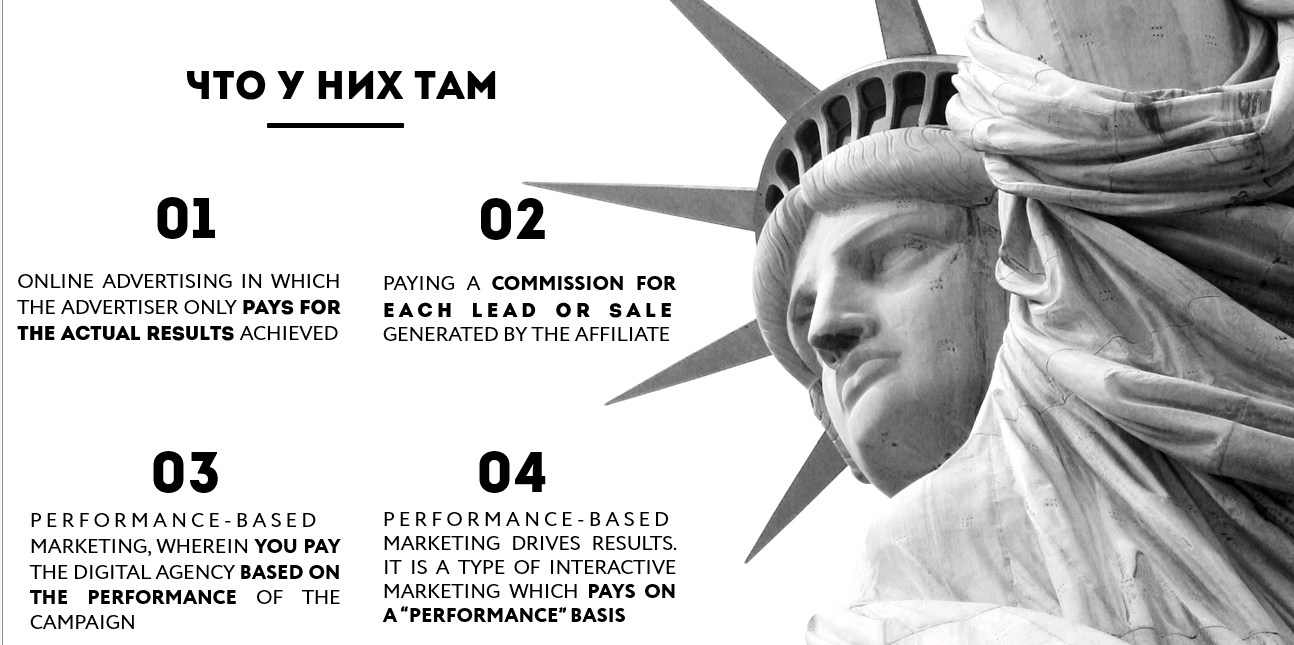 ЧТО У НИХ ТАМ
01
ONLINE ADVERTISING IN WHICH
THE ADVERTISER ONLY PAYS FOR
THE ACTUAL RESULTS ACHIEVED
02
PAYING A COMMISSION FOR
EACH LEAD OR SALE
GENERATED BY THE AFFILIATE
03
PERFORMANCE-BASED
MARKETING, WHEREIN YOU PAY
THE DIGITAL AGENCY BASED ON
THE PERFORMANCE OF THE
CAMPAIGN
04
PERFORMANCE-BASED
MARKETING DRIVES RESULTS.
IT IS A TYPE OF INTERACTIVE
MARKETING WHICH PAYS ON
A “PERFORMANCE” BASIS